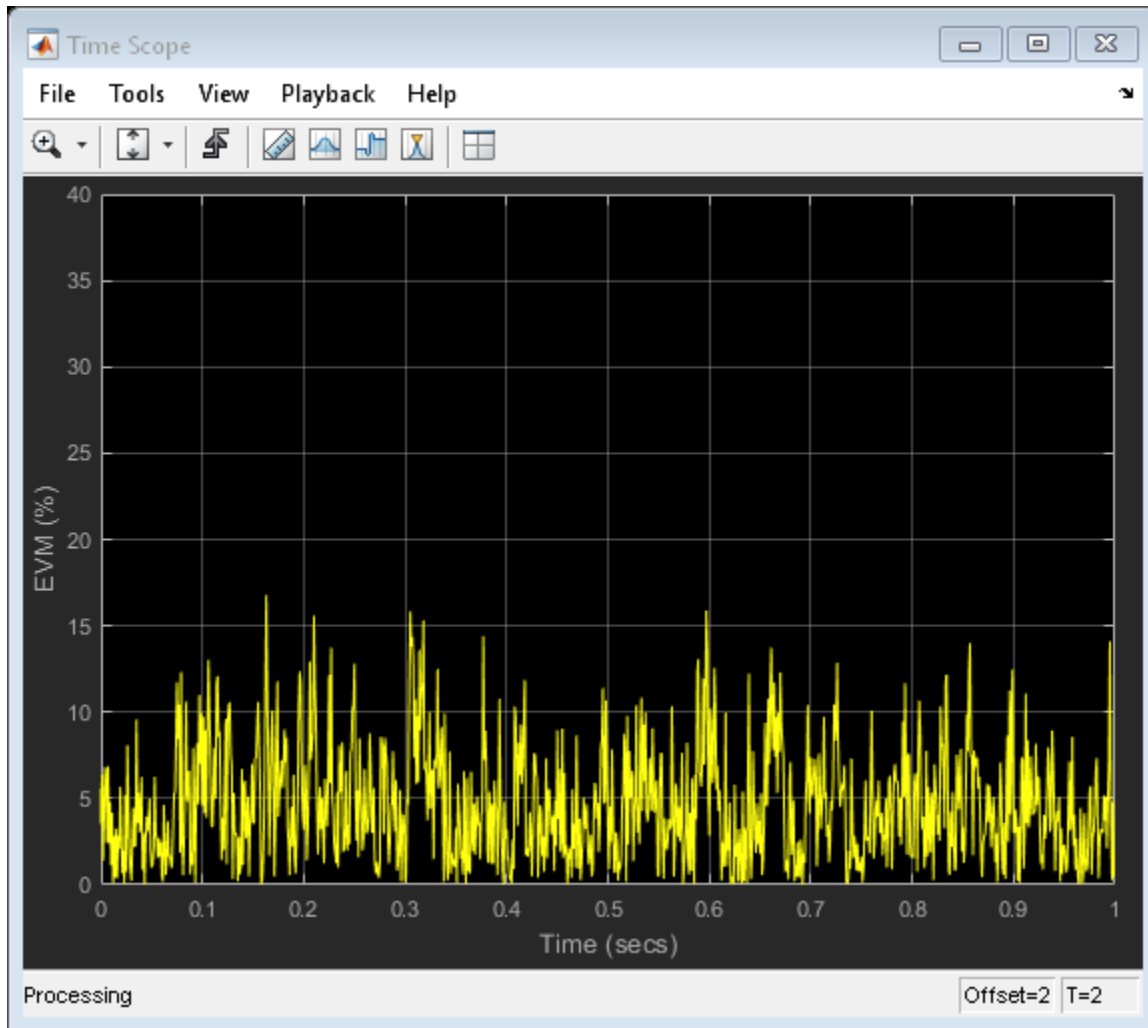 Time Scope
File Tools View Playback Help
40
35
30
25
20
15
10
5
0
EVM (%)
0 0.1 0.2 0.3 0.4 0.5 0.6 0.7 0.8 0.9 1
Time (secs)
Processing Offset=2 T=2